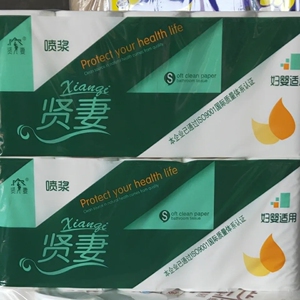 喷浆
Protect your health life
Xianqi
贤妻
S oft clean paper
妇婴适用
本企业已通过ISO9001国际质量体系认证
喷浆
Protect your health life
Xianqi
贤妻
S oft clean paper
妇婴适用
本企业已通过ISO9001国际质量体系认证